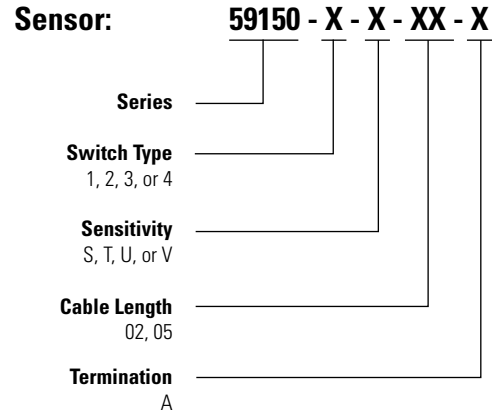 Sensor: 59150 - X - X - XX - X
Series
Switch Type
1, 2, 3, or 4
Sensitivity
S, T, U, or V
Cable Length
02, 05
Termination
A